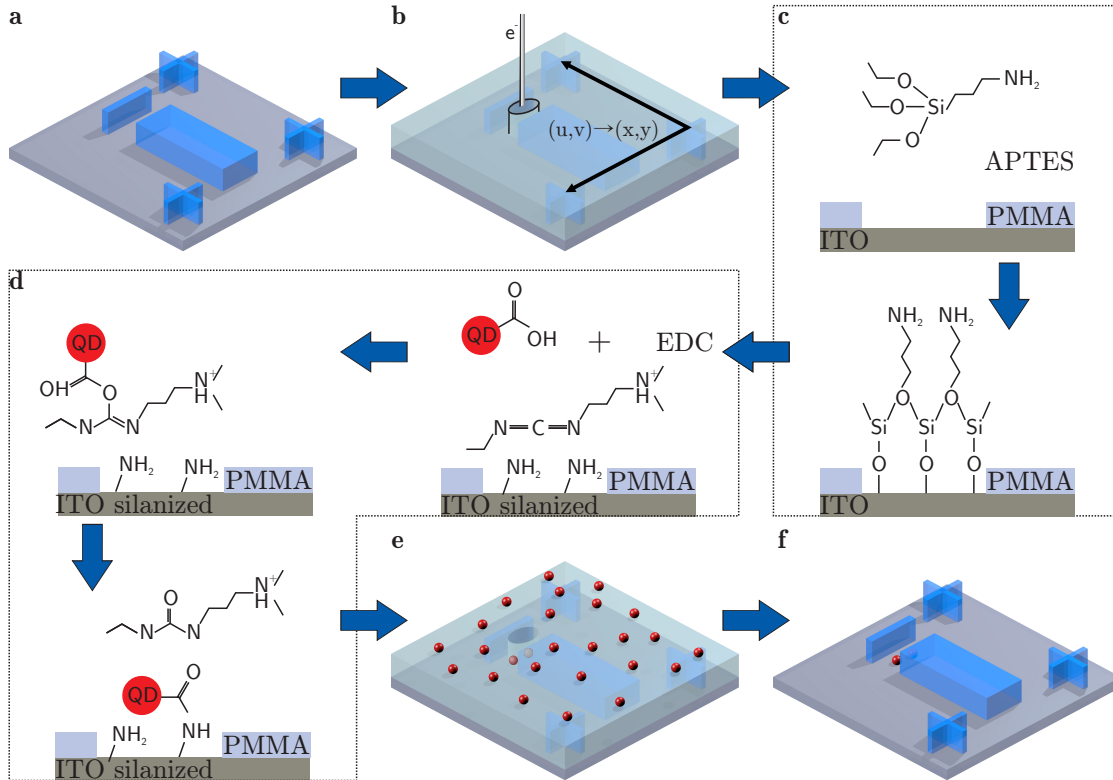 a
b
e⁻
(u,v)→(x,y)
c
O
NH₂
O
Si
O
APTES
PMMA
ITO
NH₂ NH₂
O O
Si Si Si
O O O
PMMA
ITO
d
QD
O
OH
+
EDC
N
+
H
N C N
NH₂ NH₂
PMMA
ITO silanized
QD
OH
O
N
+
H
N N
NH₂ NH₂
PMMA
ITO silanized
N
+
H
O
N N
H H
QD
O
NH₂ NH
PMMA
ITO silanized
e
f